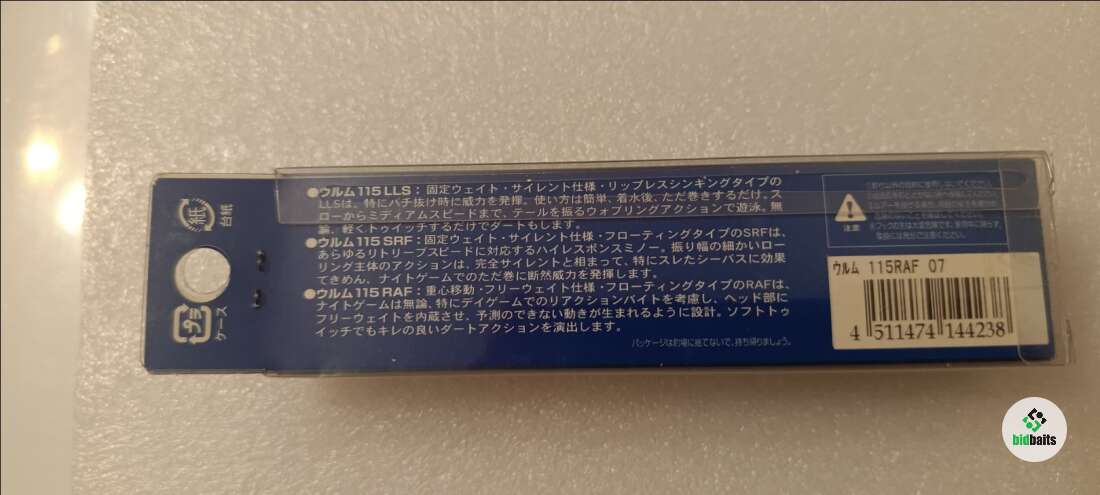 紙
台紙
プラ
ケース
●ウルム115 LLS：固定ウェイト・サイレント仕様・リップレスシンキングタイプの
LLSは、特にバチ抜け時に威力を発揮。使い方は簡単、着水後、ただ巻きするだけ。ス
ローからミディアムスピードまで、テールを振るウォブリングアクションで遊泳。無
論、軽くトゥイッチするだけでダートもします。
●ウルム115 SRF：固定ウェイト・サイレント仕様・フローティングタイプのSRFは、
あらゆるリトリーブスピードに対応するハイレスポンスミノー。振り幅の細かいロー
リング主体のアクションは、完全サイレントと相まって、特にスレたシーバスに効果
てきめん、ナイトゲームでのただ巻に断然威力を発揮します。
●ウルム115 RAF：重心移動・フリーウェイト仕様・フローティングタイプのRAFは、
ナイトゲームは無論、特にデイゲームでのリアクションバイトを考慮し、ヘッド部に
フリーウェイトを内蔵させ、予測のできない動きが生まれるように設計。ソフトトゥ
イッチでもキレの良いダートアクションを演出します。
パッケージは釣場に捨てないで、持ち帰りましょう。
注意
ウルム 115RAF 07
4 511474 144238
bidbaits